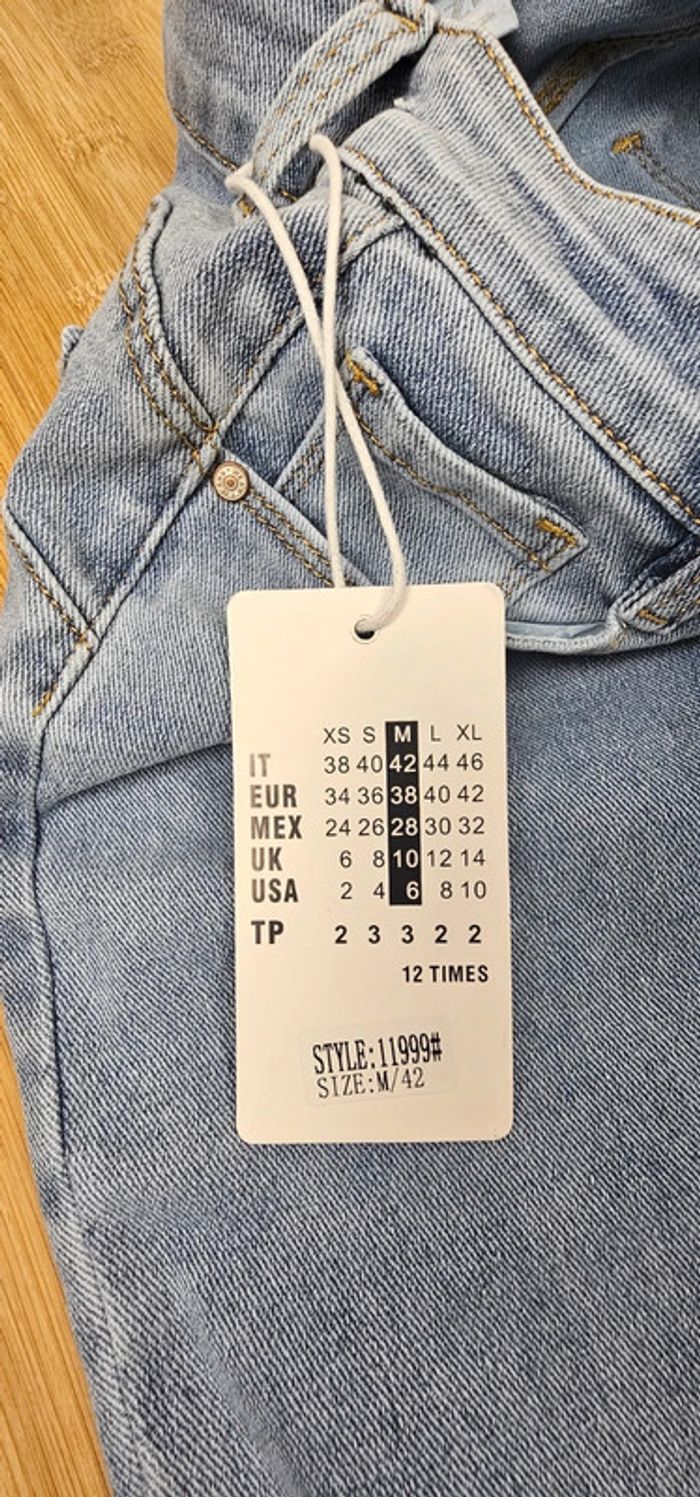 XS S M L XL
IT 38 40 42 44 46
EUR 34 36 38 40 42
MEX 24 26 28 30 32
UK 6 8 10 12 14
USA 2 4 6 8 10
TP 2 3 3 2 2
12 TIMES
STYLE:11999#
SIZE:M/42